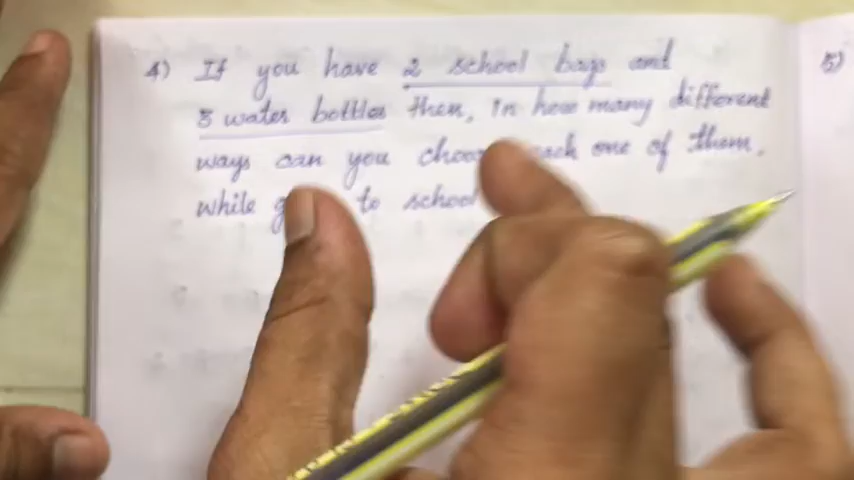 4) If you have 2 school bags and 5)
3 water bottles then, in how many different
ways can you each one of them.
while to school